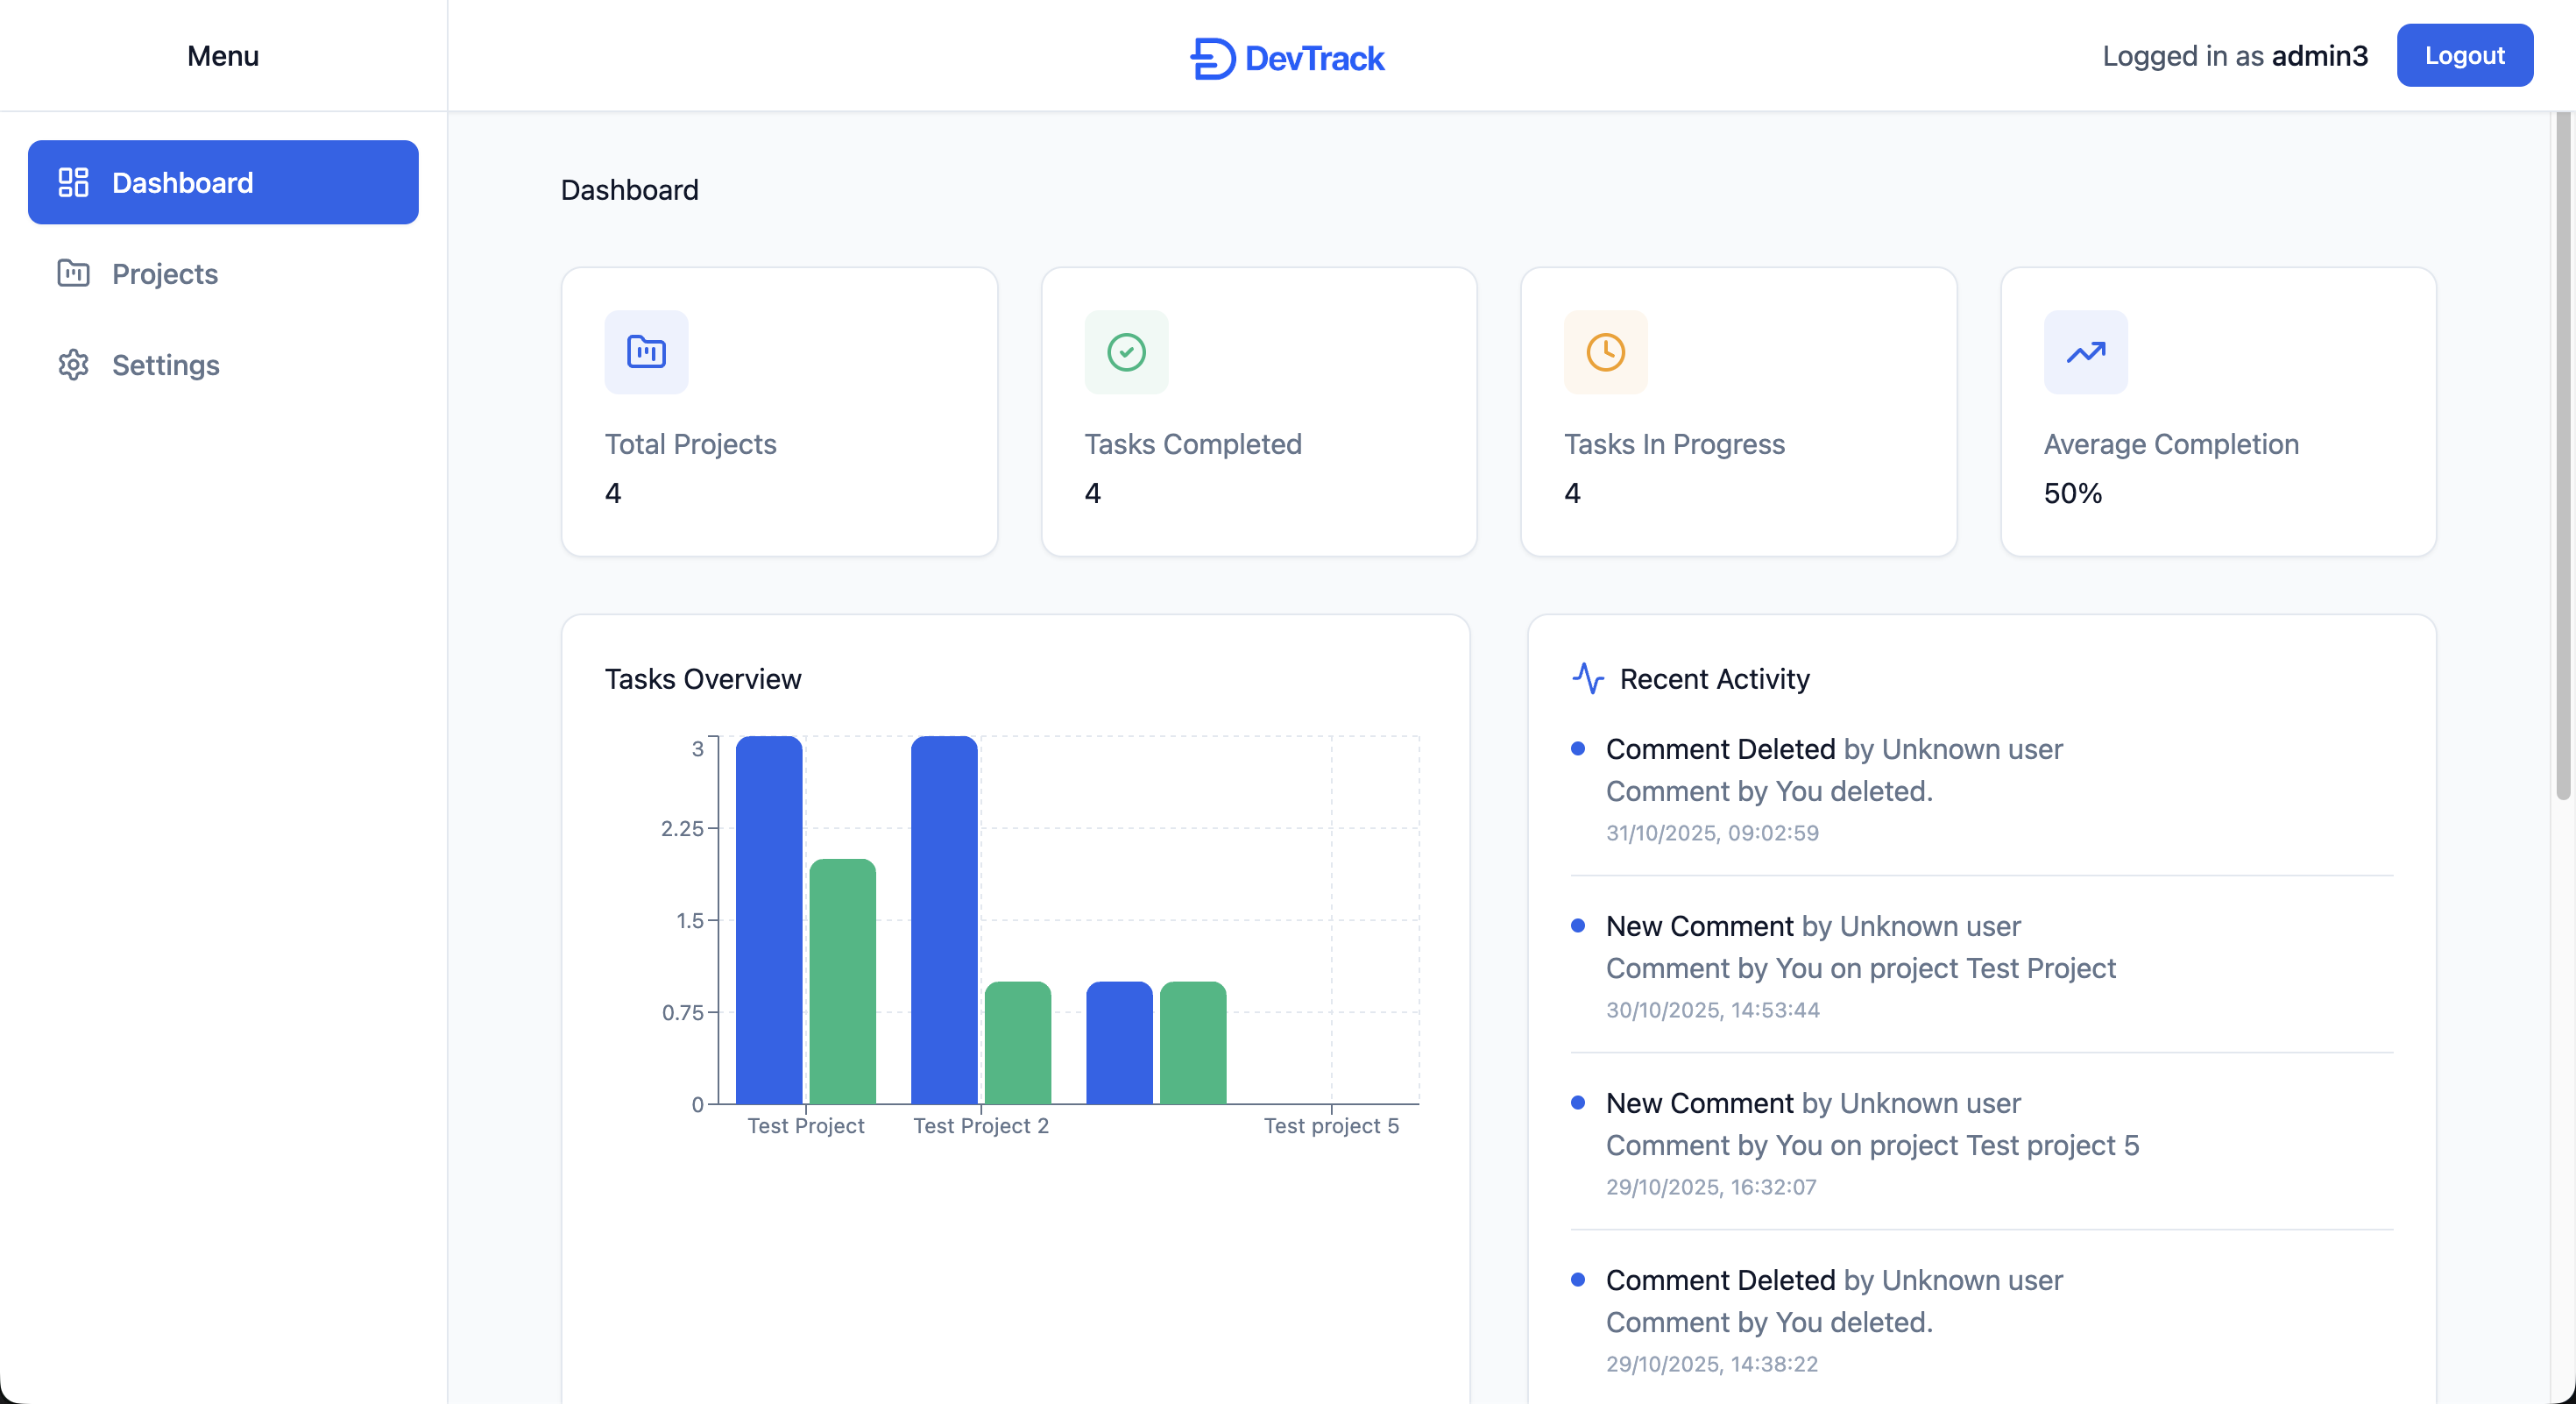 Menu
DevTrack
Logged in as admin3
Logout
Dashboard
Projects
Settings
Dashboard
Total Projects
4
Tasks Completed
4
Tasks In Progress
4
Average Completion
50%
Tasks Overview
3
2.25
1.5
0.75
0
Test Project
Test Project 2
Test project 5
Recent Activity
Comment Deleted by Unknown user
Comment by You deleted.
31/10/2025, 09:02:59
New Comment by Unknown user
Comment by You on project Test Project
30/10/2025, 14:53:44
New Comment by Unknown user
Comment by You on project Test project 5
29/10/2025, 16:32:07
Comment Deleted by Unknown user
Comment by You deleted.
29/10/2025, 14:38:22